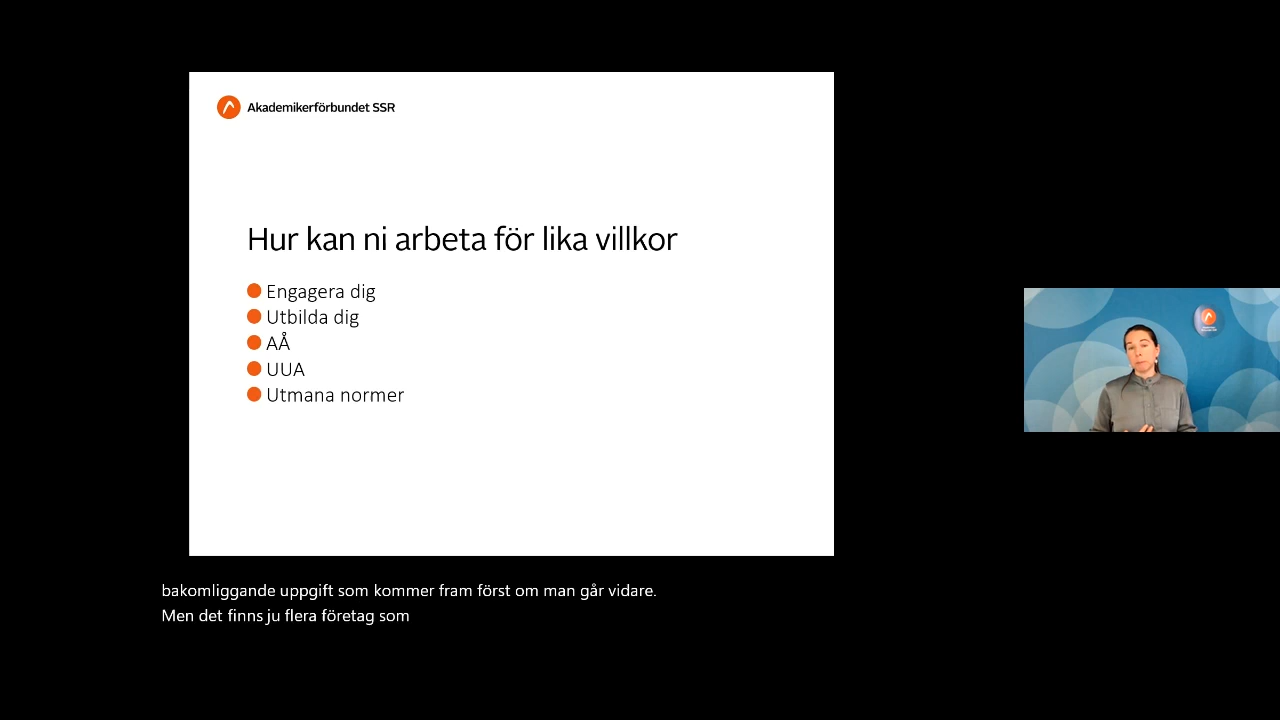 Akademikerförbundet SSR
Hur kan ni arbeta för lika villkor
Engagera dig
Utbilda dig
AÅ
UUA
Utmana normer
bakomliggande uppgift som kommer fram först om man går vidare.
Men det finns ju flera företag som